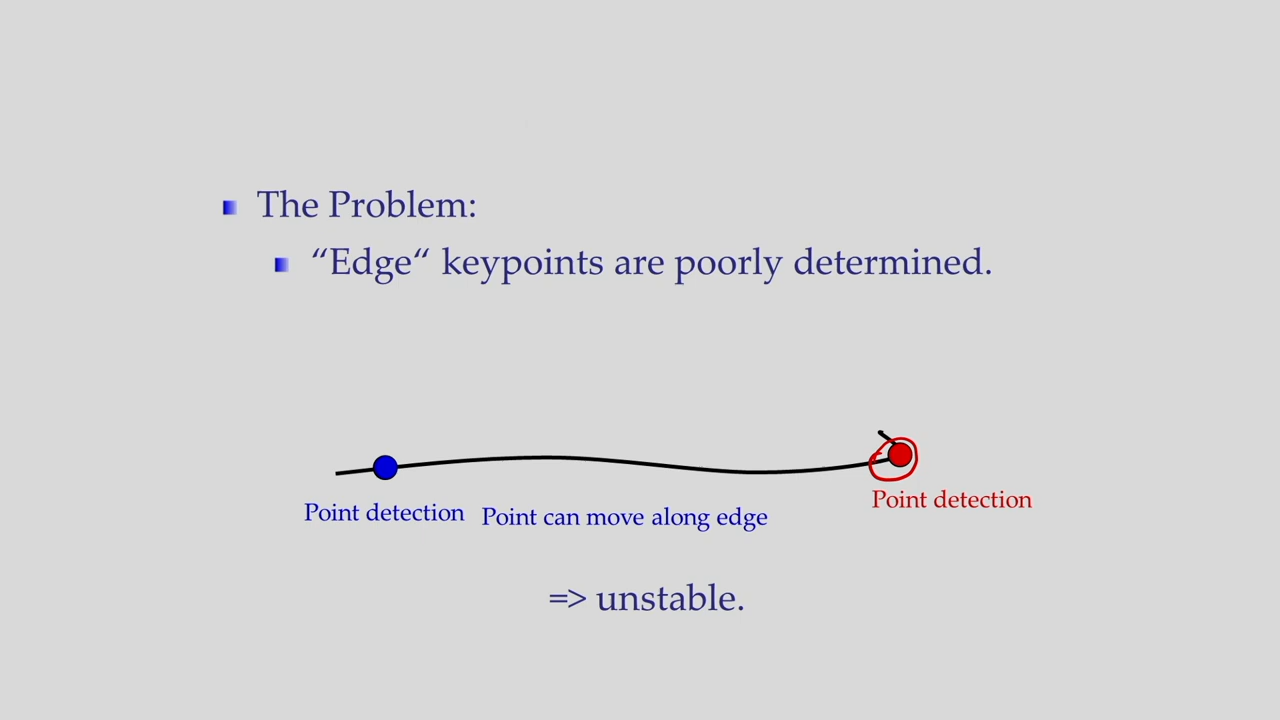 The Problem:
“Edge“ keypoints are poorly determined.
Point detection
Point can move along edge
Point detection
=> unstable.